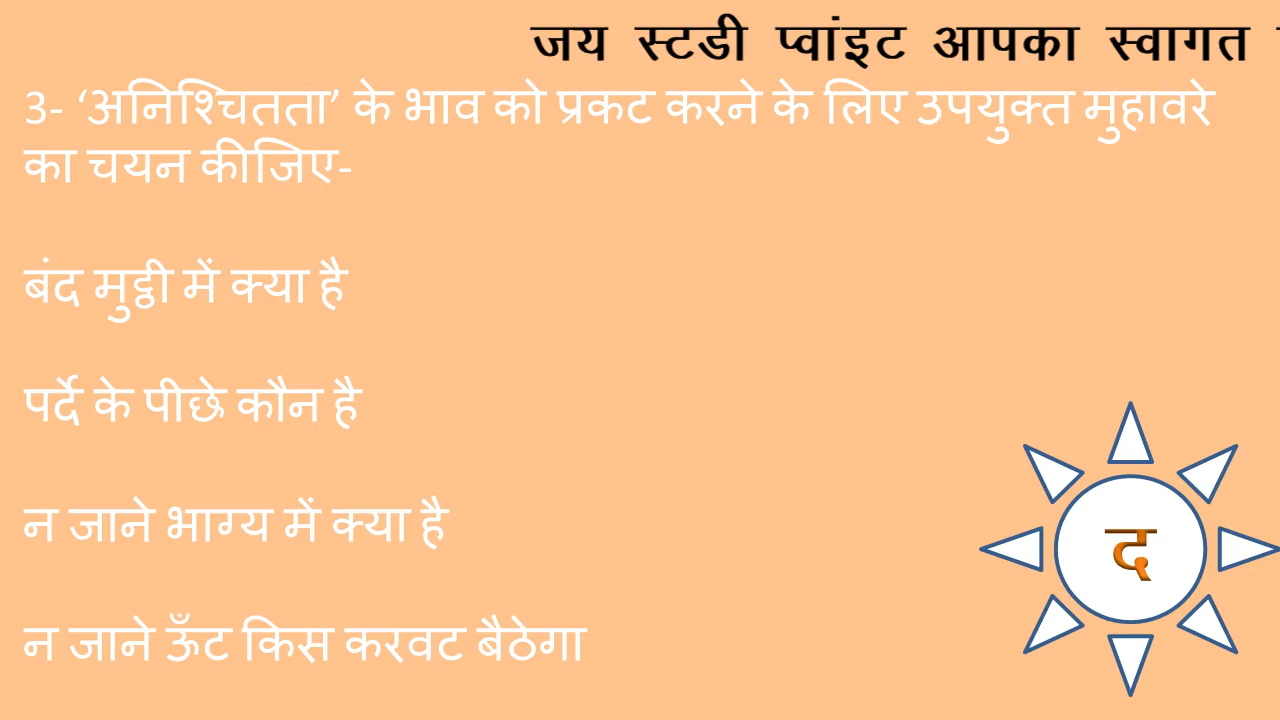 जय स्टडी प्वांइट आपका स्वागत
3- ‘अनिश्चितता’ के भाव को प्रकट करने के लिए उपयुक्त मुहावरे
का चयन कीजिए-
बंद मुट्ठी में क्या है
पर्दे के पीछे कौन है
न जाने भाग्य में क्या है
द
न जाने ऊँट किस करवट बैठेगा